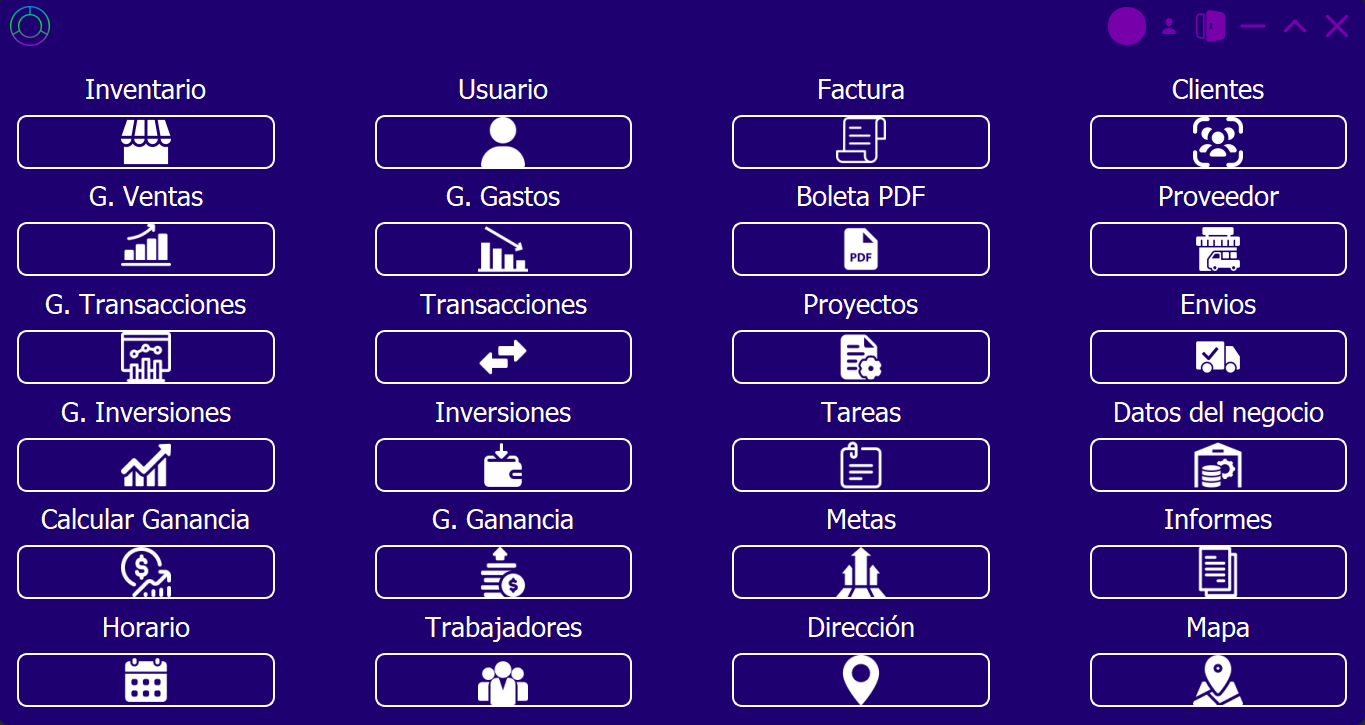 Inventario
Usuario
Factura
Clientes
G. Ventas
G. Gastos
Boleta PDF
PDF
Proveedor
G. Transacciones
Transacciones
Proyectos
Envios
G. Inversiones
Inversiones
Tareas
Datos del negocio
Calcular Ganancia
$
G. Ganancia
$
Metas
Informes
Horario
Trabajadores
Dirección
Mapa